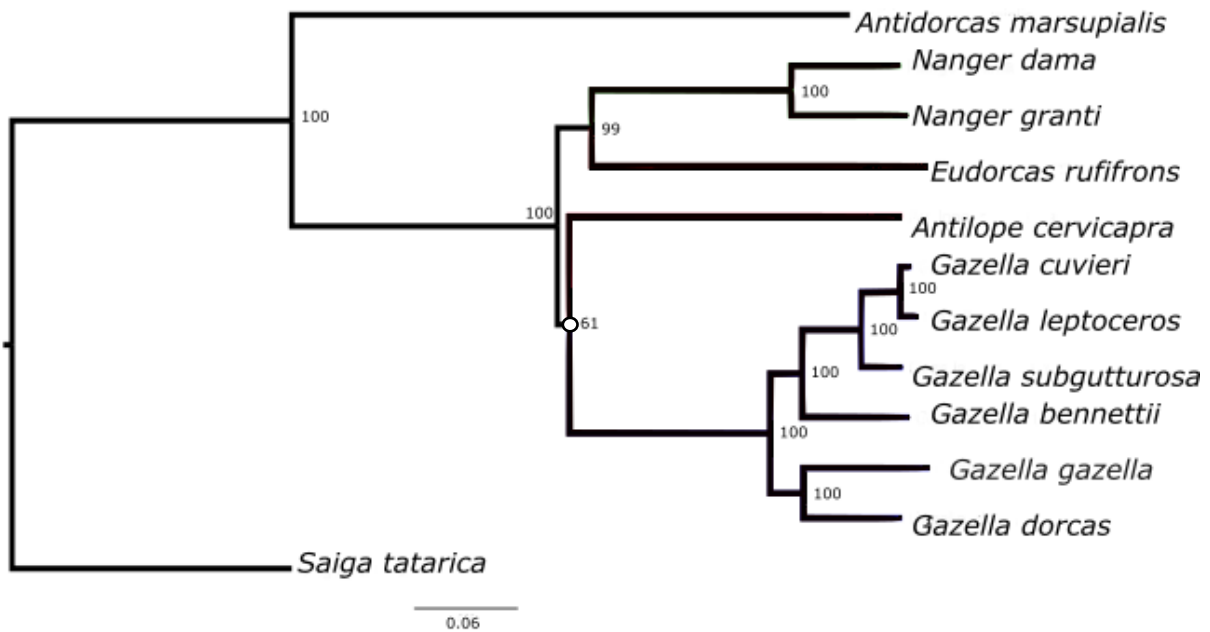 Antidorcas marsupialis
Nanger dama
100
100
Nanger granti
99
Eudorcas rufifrons
100
Antilope cervicapra
Gazella cuvieri
100
61
Gazella leptoceros
100
100
Gazella subgutturosa
Gazella bennettii
100
Gazella gazella
100
Gazella dorcas
Saiga tatarica
0.06